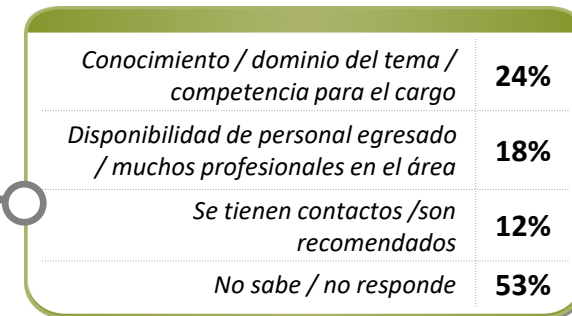 Conocimiento / dominio del tema /
competencia para el cargo
24%
Disponibilidad de personal egresado
/ muchos profesionales en el área
18%
Se tienen contactos /son
recomendados
12%
No sabe / no responde
53%